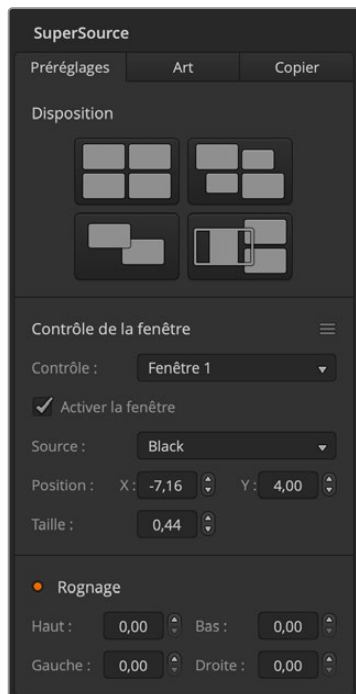 SuperSource
Préréglages Art Copier
Disposition
Contrôle de la fenêtre
Contrôle : Fenêtre 1
Activer la fenêtre
Source : Black
Position : X : -7,16 Y : 4,00
Taille : 0,44
Rognage
Haut : 0,00 Bas : 0,00
Gauche : 0,00 Droite : 0,00